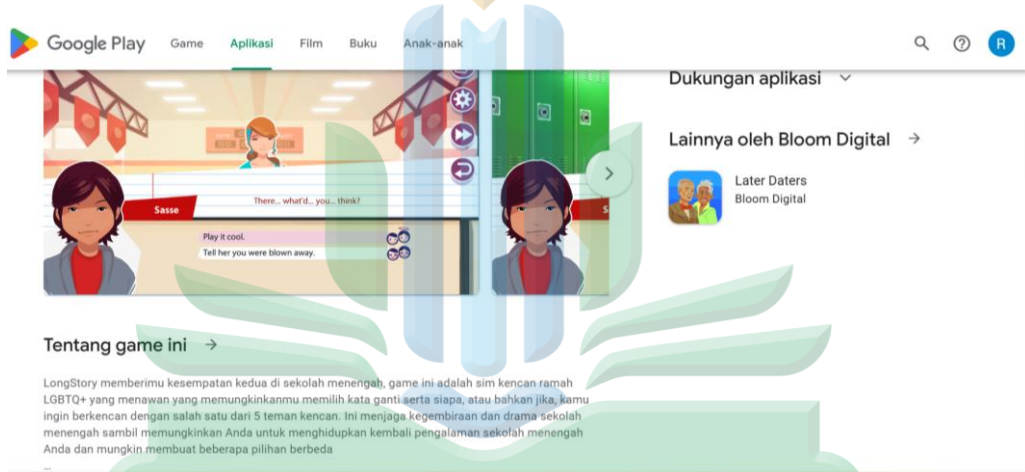 Google Play Game Aplikasi Film Buku Anak-anak R
Dukungan aplikasi
Lainnya oleh Bloom Digital
Later Daters
Bloom Digital
There... what'd... you... think?
Sasse
Play it cool.
Tell her you were blown away.
S
Tentang game ini
LongStory memberimu kesempatan kedua di sekolah menengah, game ini adalah sim kencan ramah
LGBTQ+ yang menawan yang memungkinkanmu memilih kata ganti serta siapa, atau bahkan jika, kamu
ingin berkencan dengan salah satu dari 5 teman kencan. Ini menjaga kegembiraan dan drama sekolah
menengah sambil memungkinkan Anda untuk menghidupkan kembali pengalaman sekolah menengah
Anda dan mungkin membuat beberapa pilihan berbeda
...